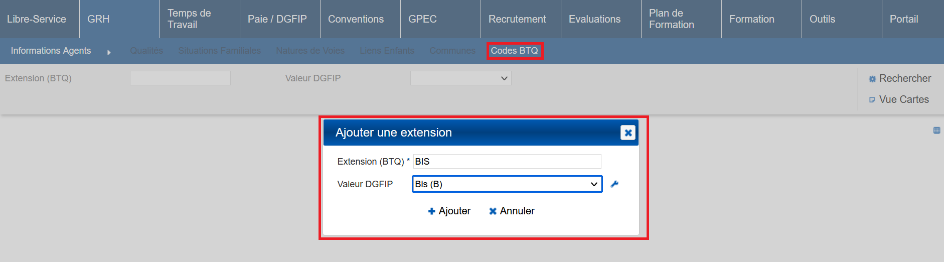 Libre-Service GRH Temps de Travail Paie / DGFIP Conventions GPEC Recrutement Evaluations Plan de Formation Formation Outils Portail
Informations Agents Qualités Situations Familiales Natures de Voies Liens Enfants Communes Codes BTQ
Extension (BTQ) Valeur DGFIP Rechercher
Vue Cartes
Ajouter une extension
Extension (BTQ) * BIS
Valeur DGFIP Bis (B)
Ajouter Annuler